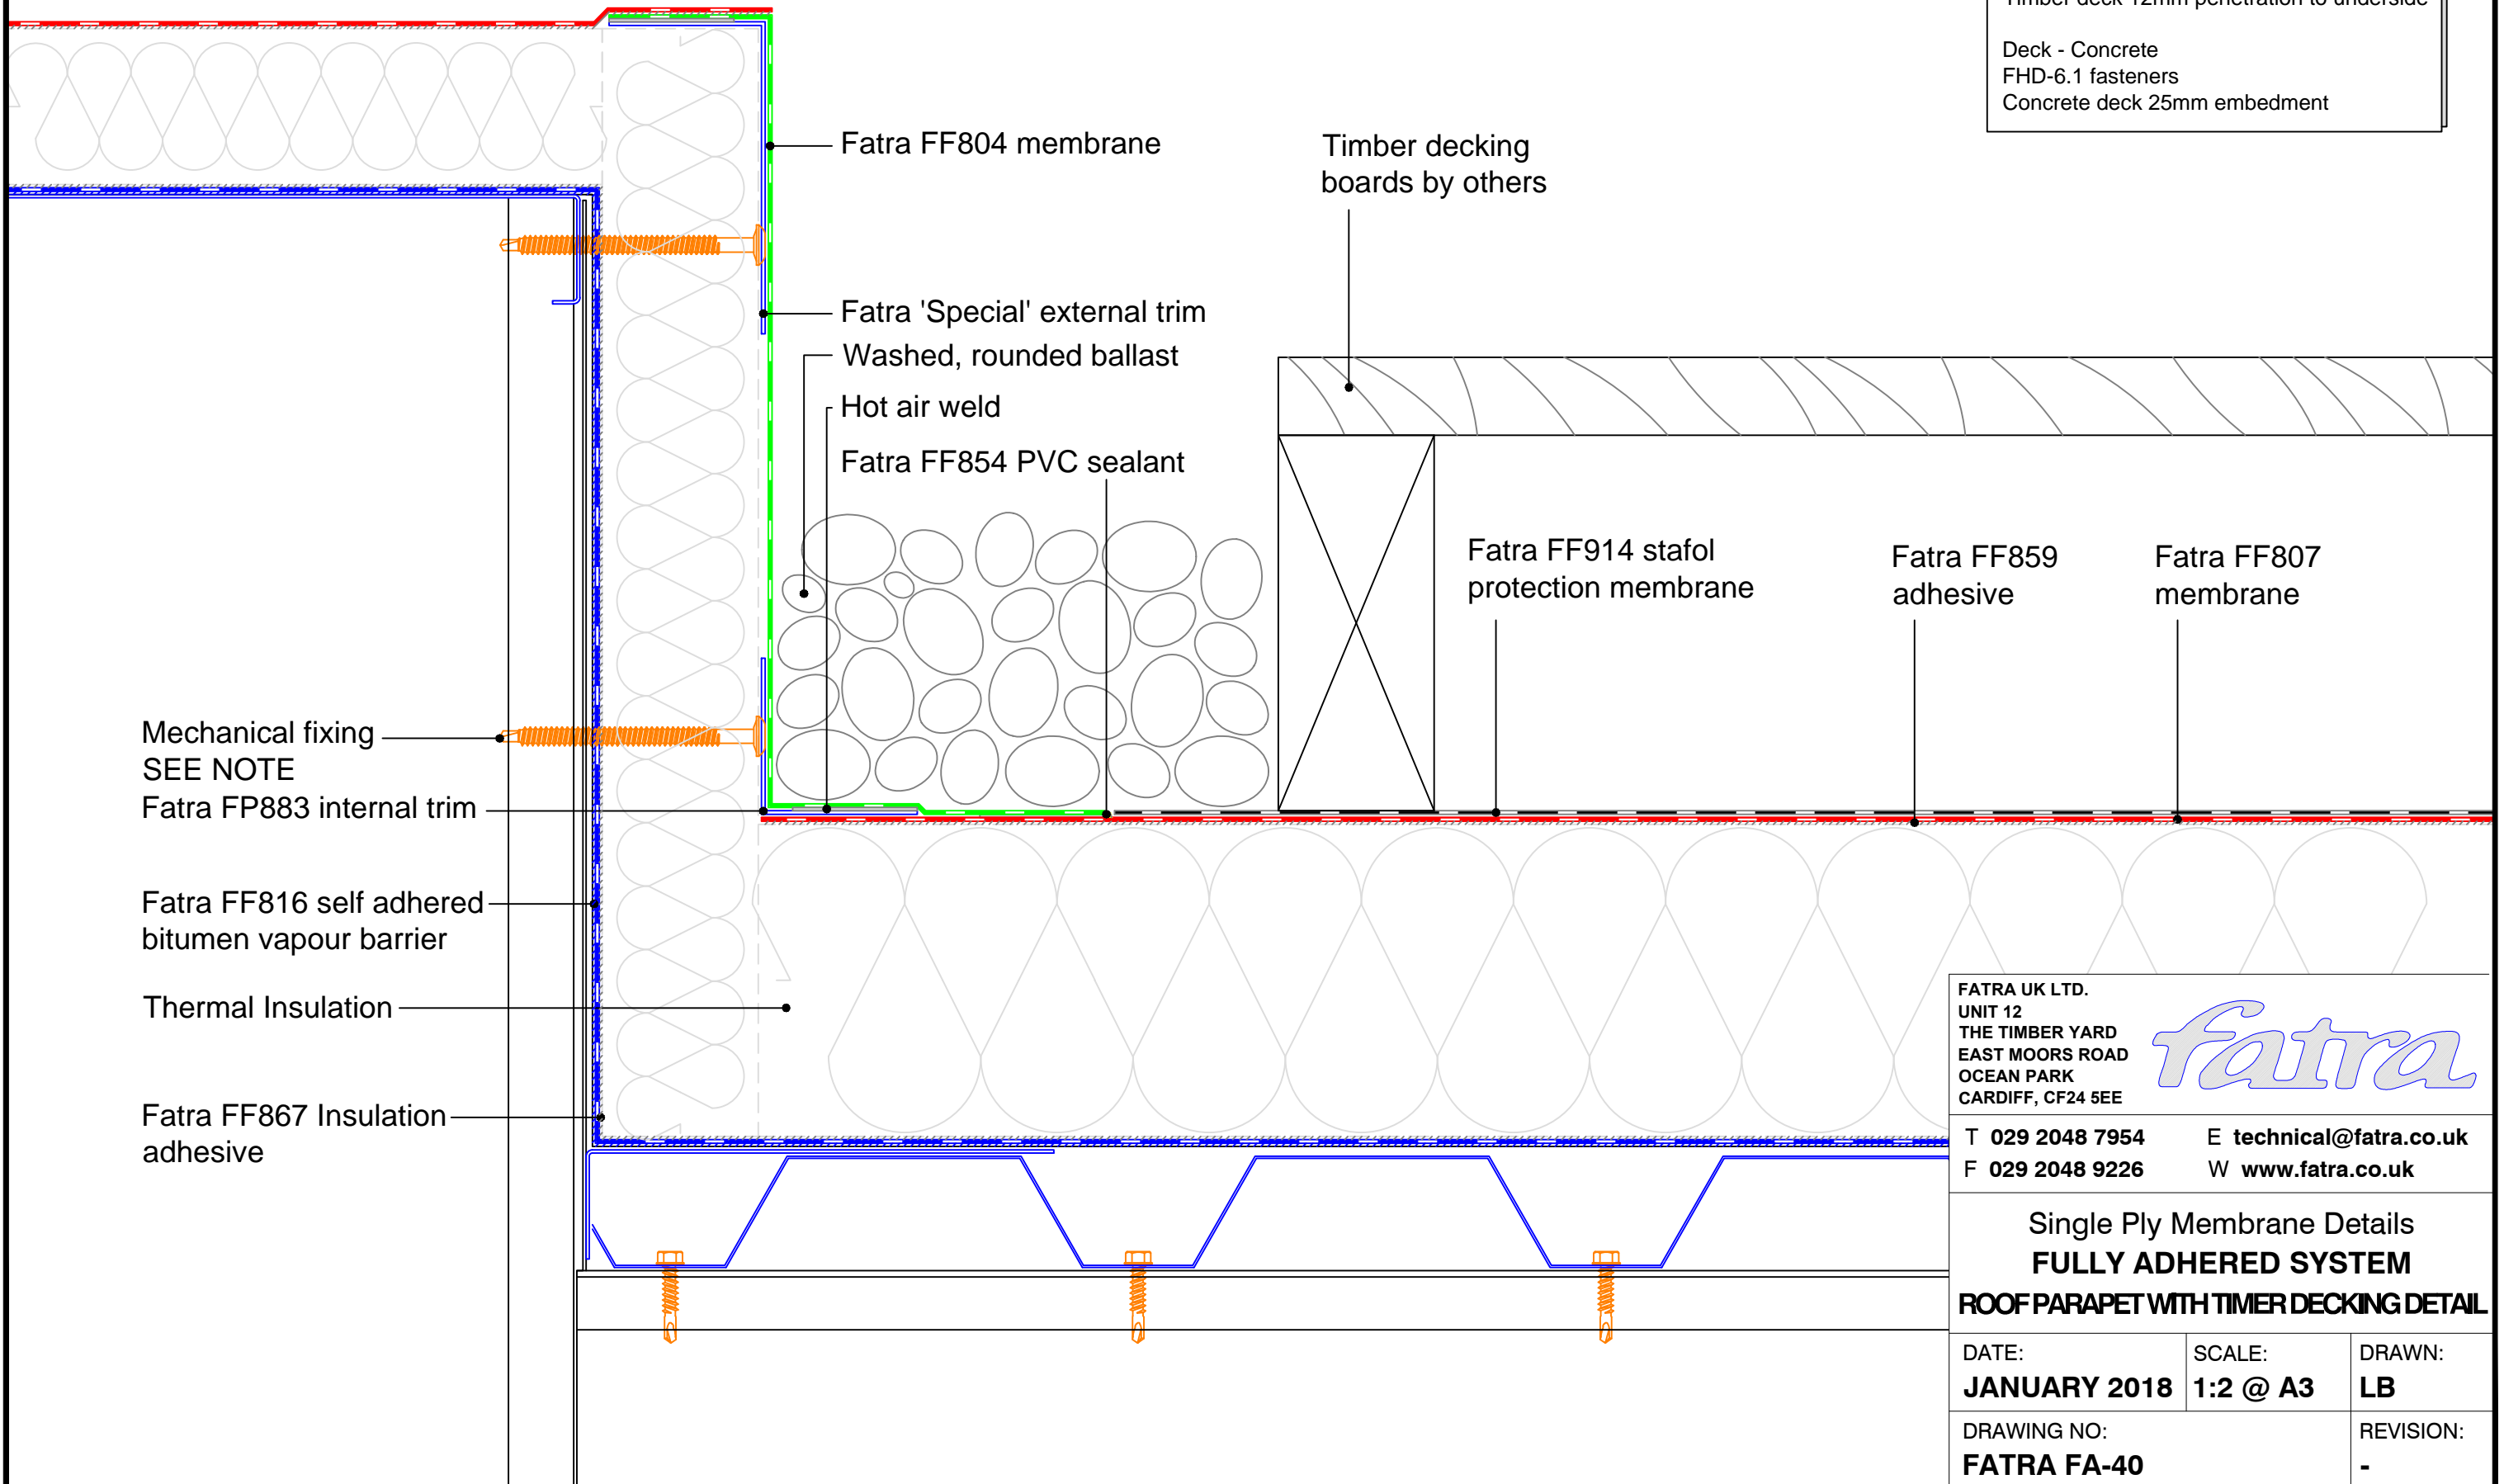 Timber deck 12mm penetration to underside
Deck - Concrete
FHD-6.1 fasteners
Concrete deck 25mm embedment
Fatra FF804 membrane
Timber decking
boards by others
Fatra 'Special' external trim
Washed, rounded ballast
Hot air weld
Fatra FF854 PVC sealant
Fatra FF914 stafol
protection membrane
Fatra FF859
adhesive
Fatra FF807
membrane
Mechanical fixing
SEE NOTE
Fatra FP883 internal trim
Fatra FF816 self adhered
bitumen vapour barrier
Thermal Insulation
Fatra FF867 Insulation
adhesive
FATRA UK LTD.
UNIT 12
THE TIMBER YARD
EAST MOORS ROAD
OCEAN PARK
CARDIFF, CF24 5EE
fatra
T 029 2048 7954 E technical@fatra.co.uk
F 029 2048 9226 W www.fatra.co.uk
Single Ply Membrane Details
FULLY ADHERED SYSTEM
ROOF PARAPET WITH TIMER DECKING DETAIL
DATE: SCALE: DRAWN:
JANUARY 2018 1:2 @ A3 LB
DRAWING NO: REVISION:
FATRA FA-40 -